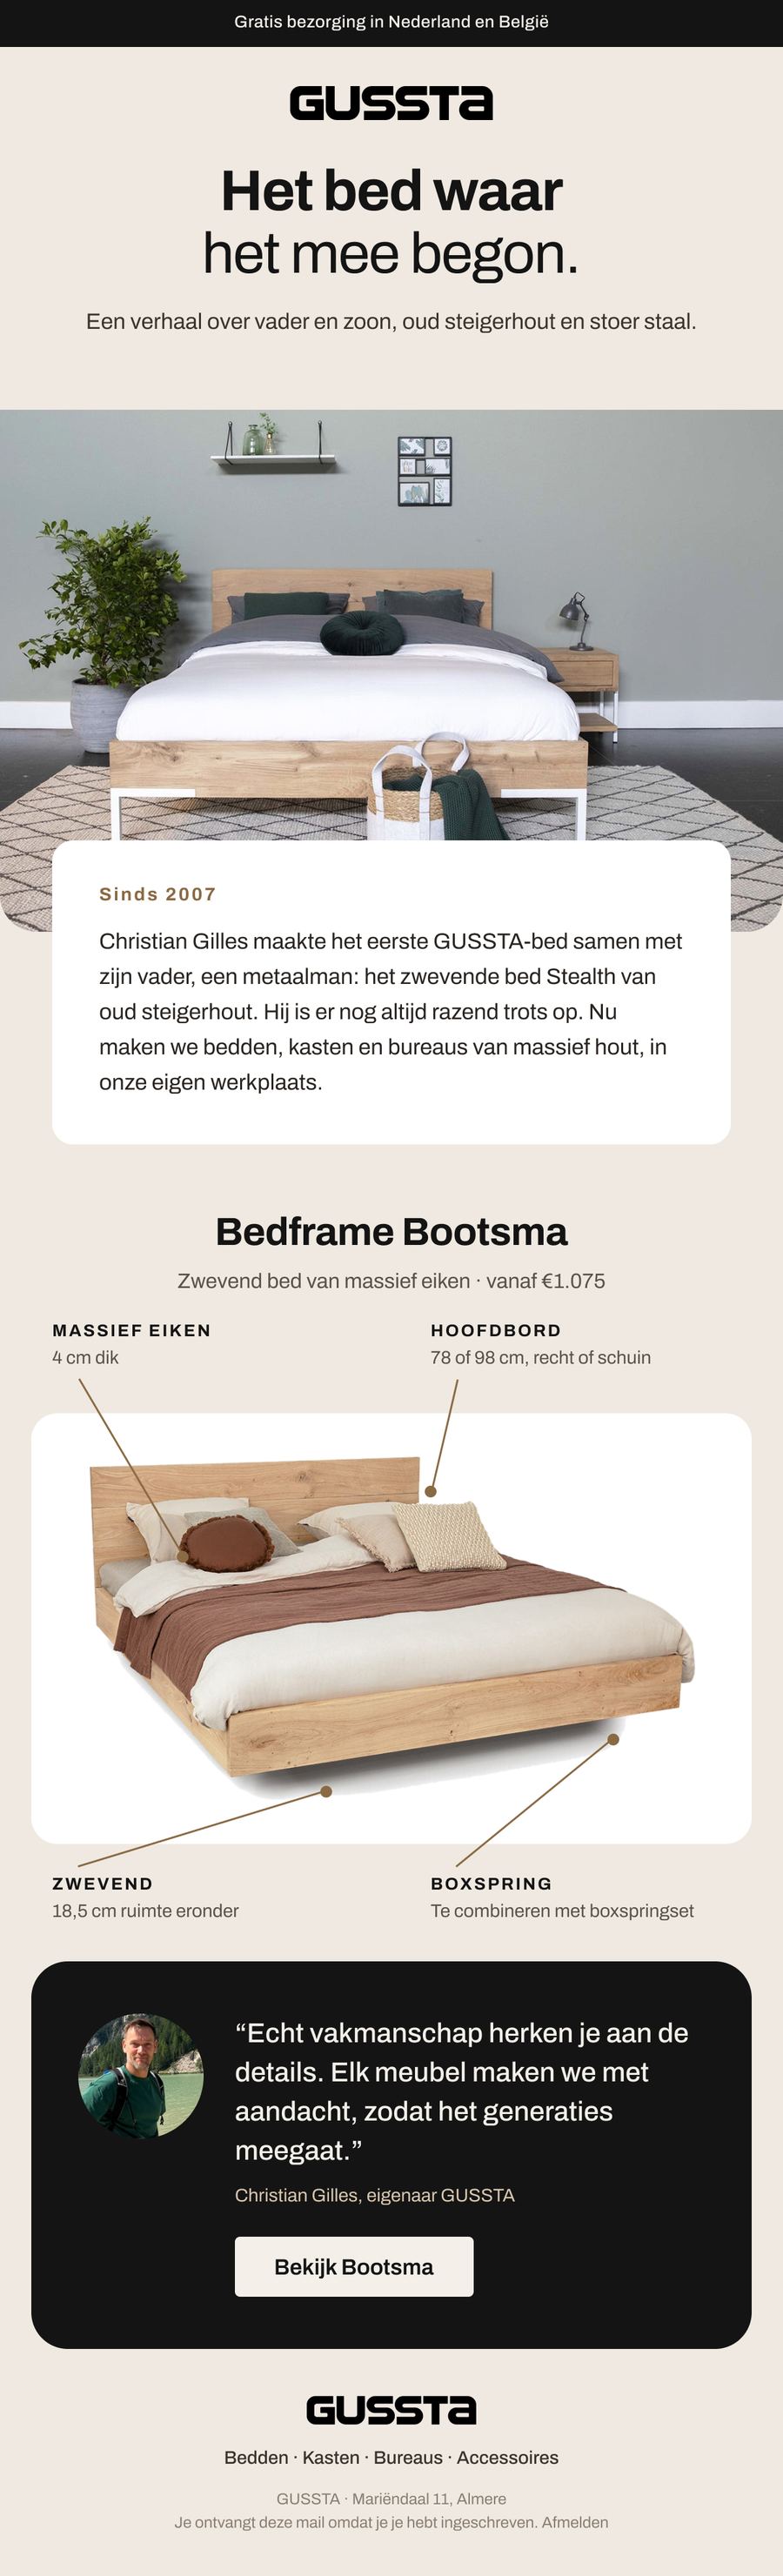 Gratis bezorging in Nederland en België
GUSSTA
Het bed waar
het mee begon.
Een verhaal over vader en zoon, oud steigerhout en stoer staal.
Sinds 2007
Christian Gilles maakte het eerste GUSSTA-bed samen met
zijn vader, een metaalman: het zwevende bed Stealth van
oud steigerhout. Hij is er nog altijd razend trots op. Nu
maken we bedden, kasten en bureaus van massief hout, in
onze eigen werkplaats.
Bedframe Bootsma
Zwevend bed van massief eiken · vanaf €1.075
MASSIEF EIKEN
4 cm dik
HOOFDBORD
78 of 98 cm, recht of schuin
ZWEVEND
18,5 cm ruimte eronder
BOXSPRING
Te combineren met boxspringset
“Echt vakmanschap herken je aan de
details. Elk meubel maken we met
aandacht, zodat het generaties
meegaat.”
Christian Gilles, eigenaar GUSSTA
Bekijk Bootsma
GUSSTA
Bedden · Kasten · Bureaus · Accessoires
GUSSTA · Mariëndaal 11, Almere
Je ontvangt deze mail omdat je je hebt ingeschreven. Afmelden